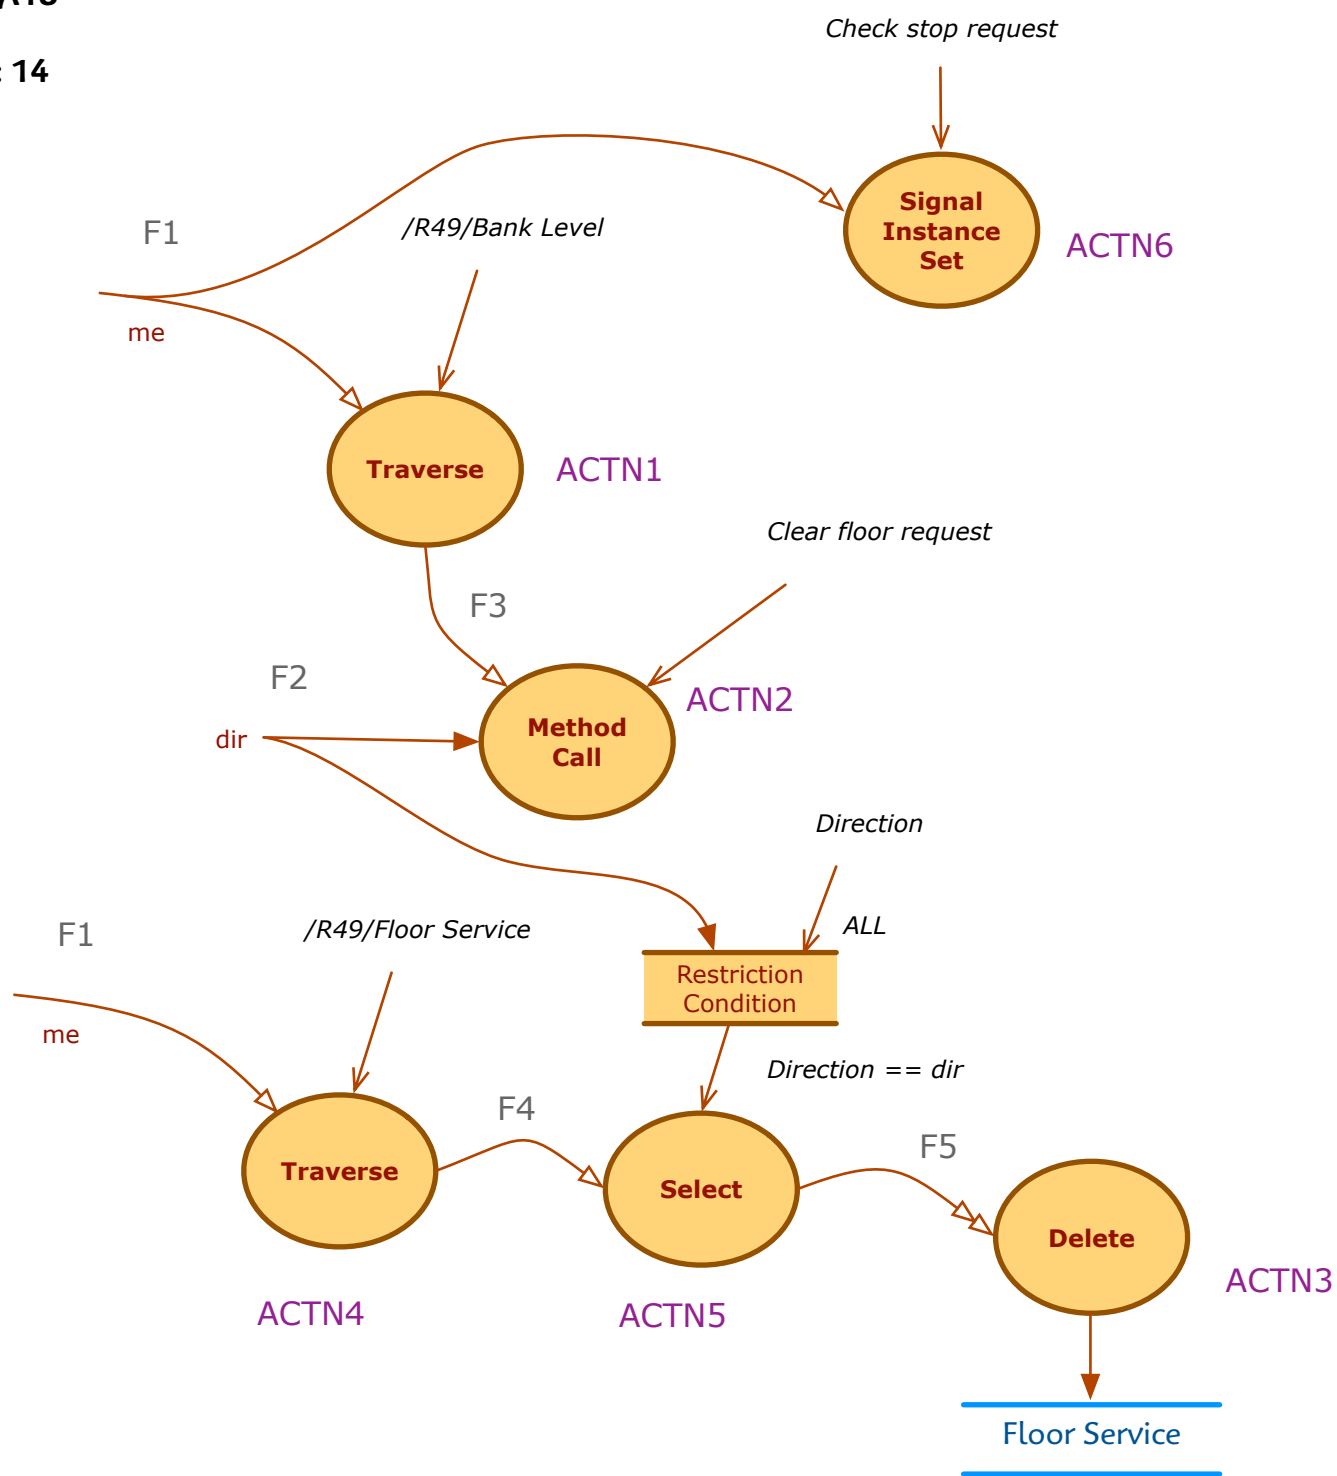 : 14
Check stop request
Signal
Instance
Set
ACTN6
F1
/R49/Bank Level
me
Traverse
ACTN1
Clear floor request
F3
F2
ACTN2
dir
Method
Call
Direction
F1
/R49/Floor Service
ALL
Restriction
Condition
me
Direction == dir
F4
F5
Traverse
Select
Delete
ACTN3
ACTN4
ACTN5
Floor Service